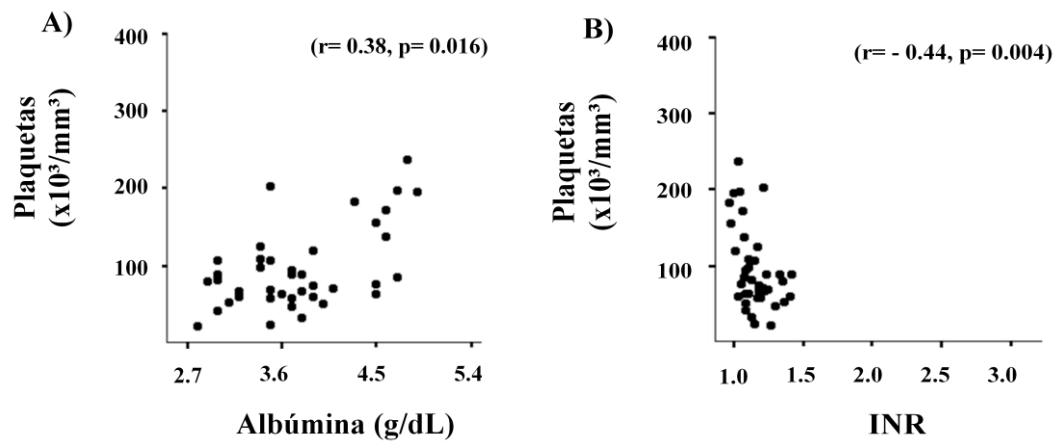 A)
(r= 0.38, p= 0.016)
Plaquetas
(x10³/mm³)
400
300
200
100
2.7 3.6 4.5 5.4
Albúmina (g/dL)
B)
(r= - 0.44, p= 0.004)
Plaquetas
(x10³/mm³)
400
300
200
100
1.0 1.5 2.0 2.5 3.0
INR